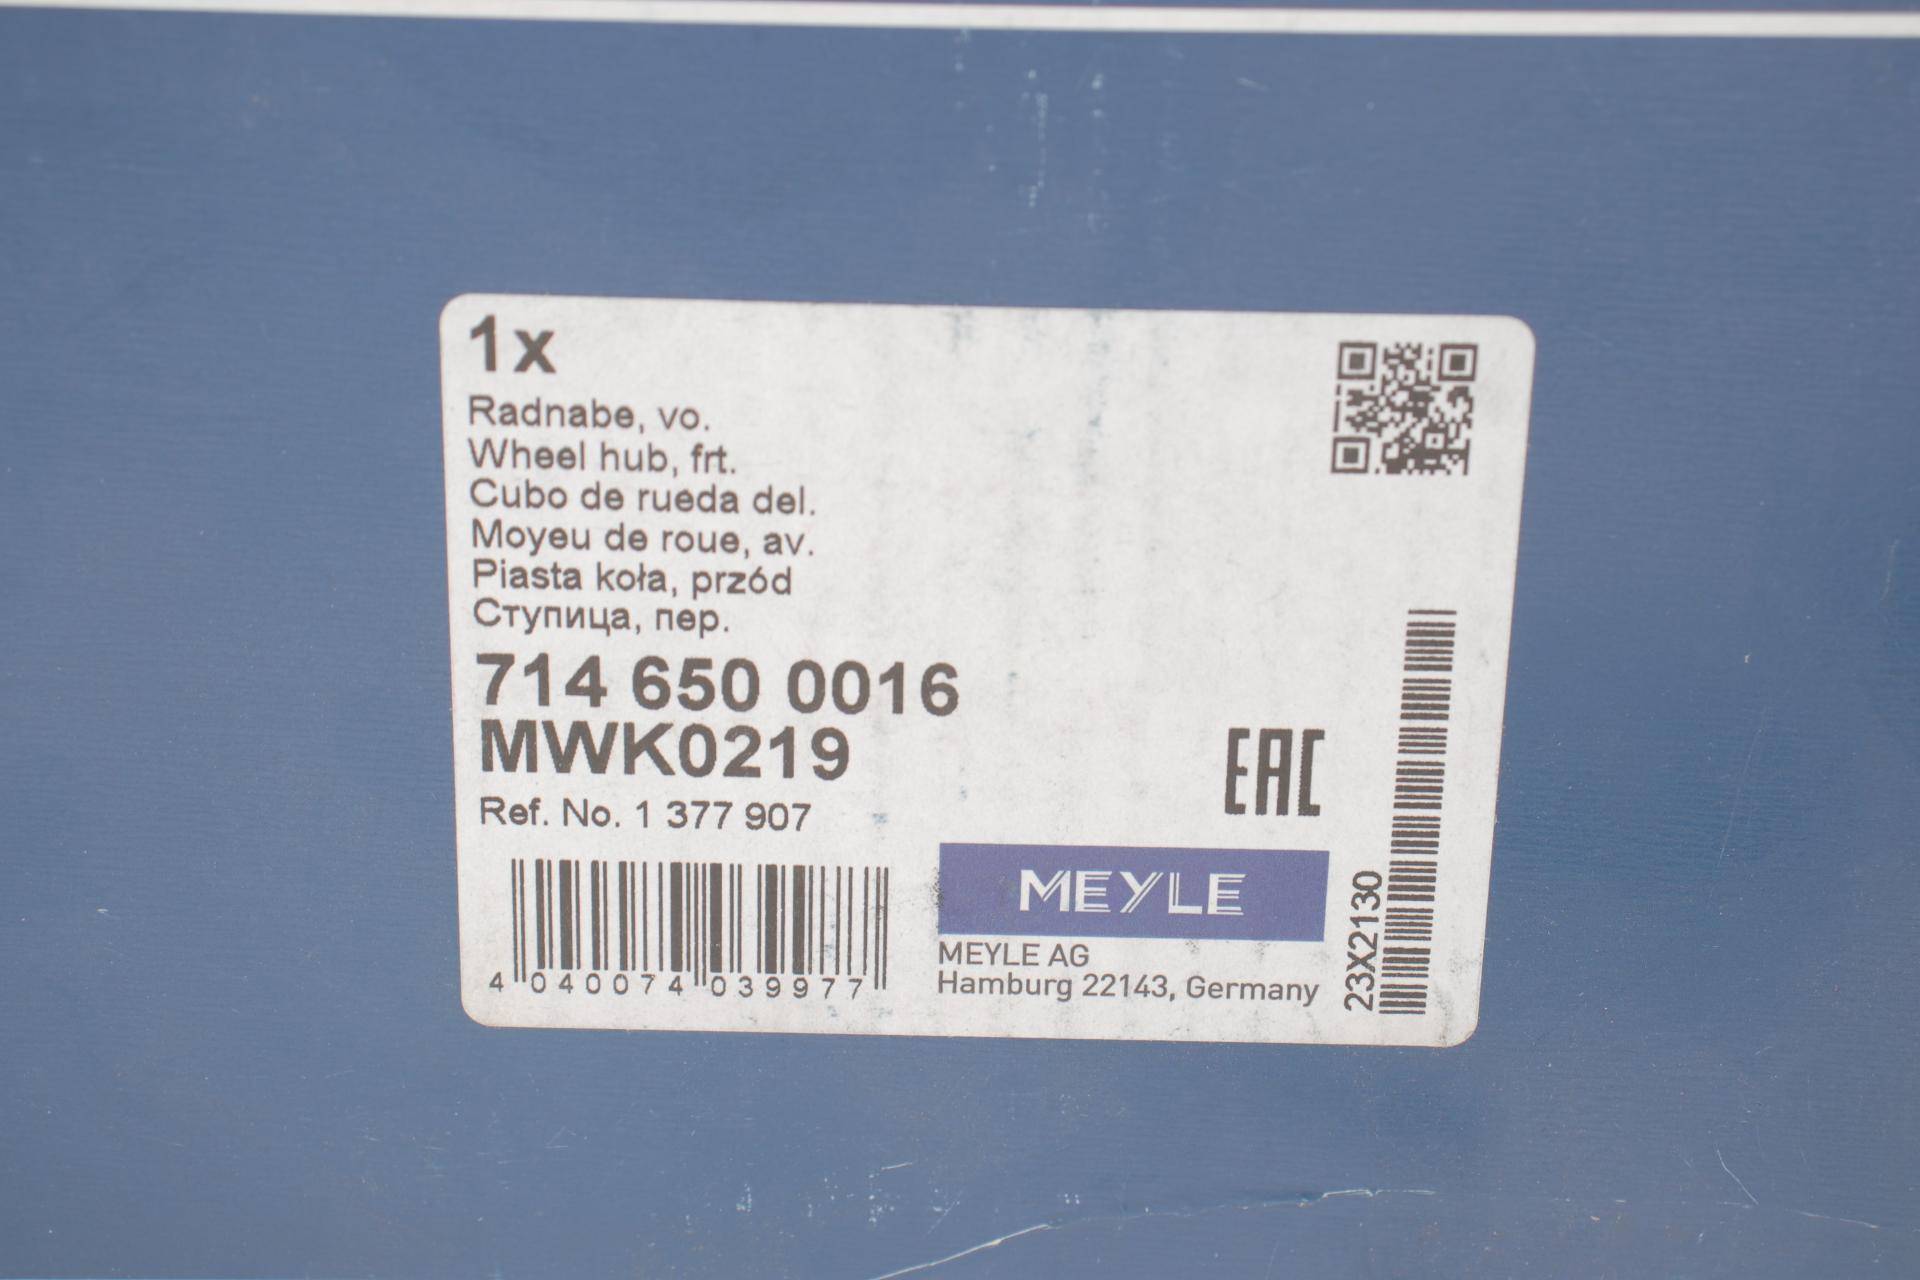 1x
Radnabe, vo.
Wheel hub, frt.
Cubo de rueda del.
Moyeu de roue, av.
Piasta koła, przód
Ступица, пер.
714 650 0016
MWK0219
Ref. No. 1 377 907
4 040074 039977
EAC
MEYLE
MEYLE AG
Hamburg 22143, Germany
23X2130